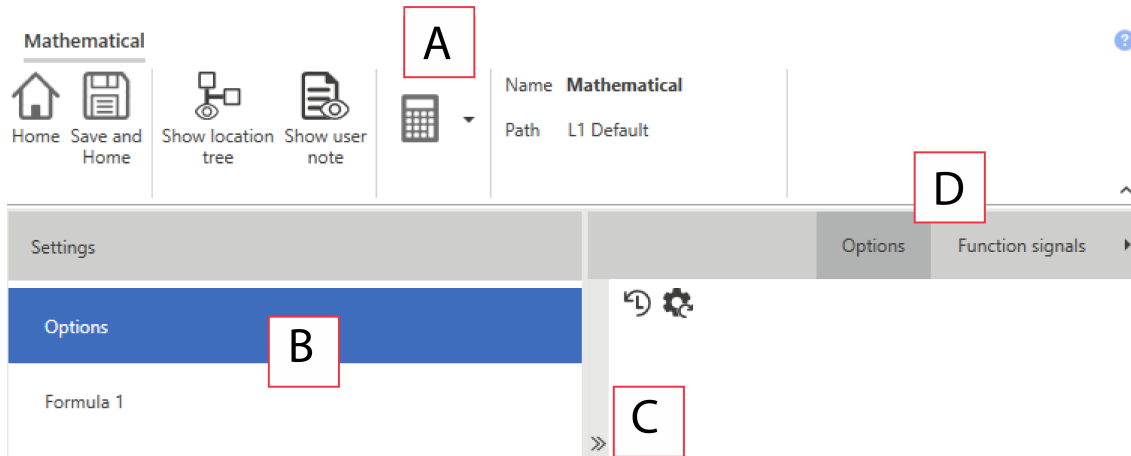 A
Mathematical
?
Name Mathematical
Home Save and Home Show location tree Show user note
Path L1 Default
D
Settings
Options Function signals
Options
B
Formula 1
C